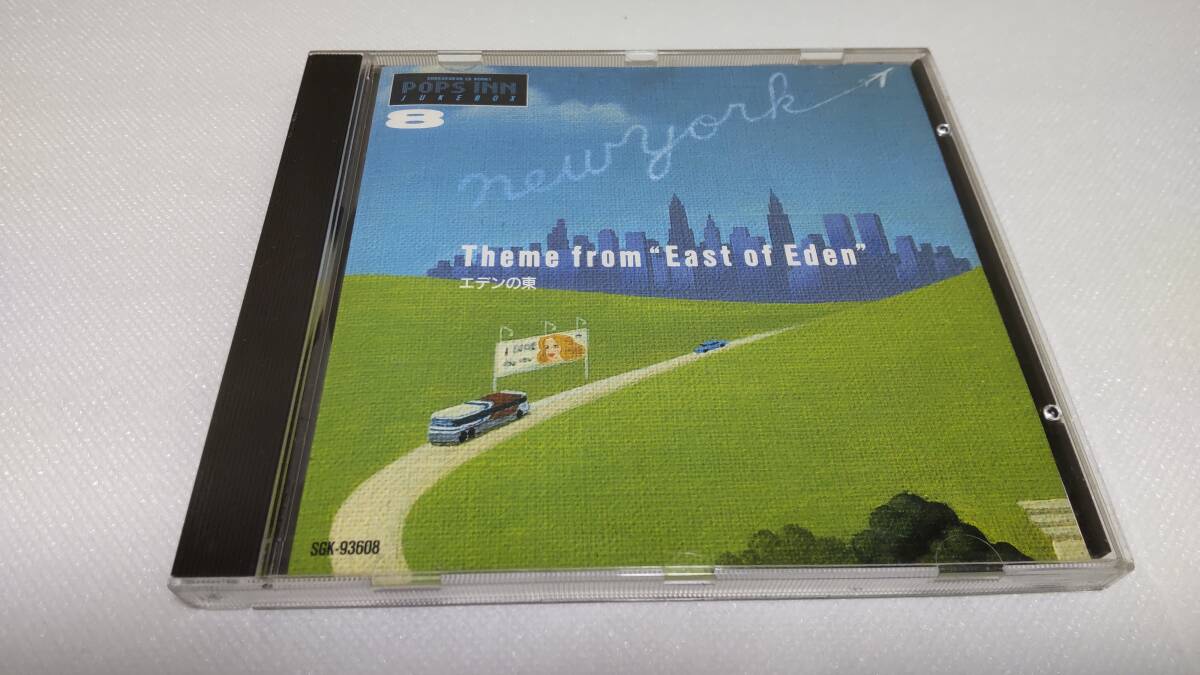 POPS INN
JUKEBOX
8
new york
Theme from “East of Eden”
エデンの東
SGK-93608